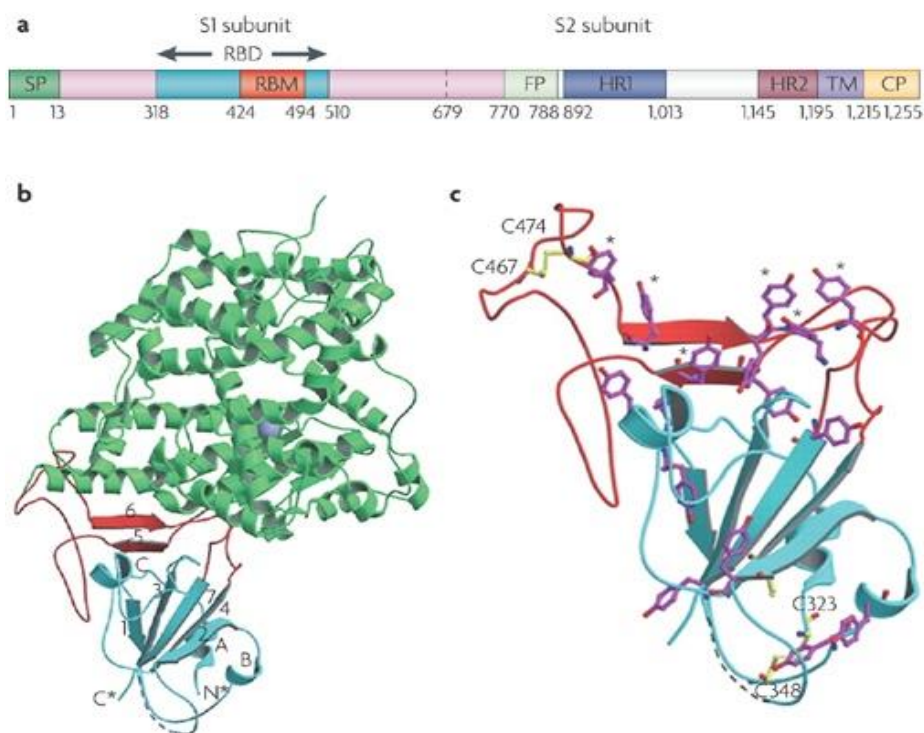 a
S1 subunit S2 subunit
RBD
SP RBM FP HR1 HR2 TM CP
1 13 318 424 494 510 679 770 788 892 1,013 1,145 1,195 1,215 1,255
b
c
C474
C467
*
*
*
*
*
*
6
5
C
3
7
4
1
2
A
B
C*
N*
C323
C348